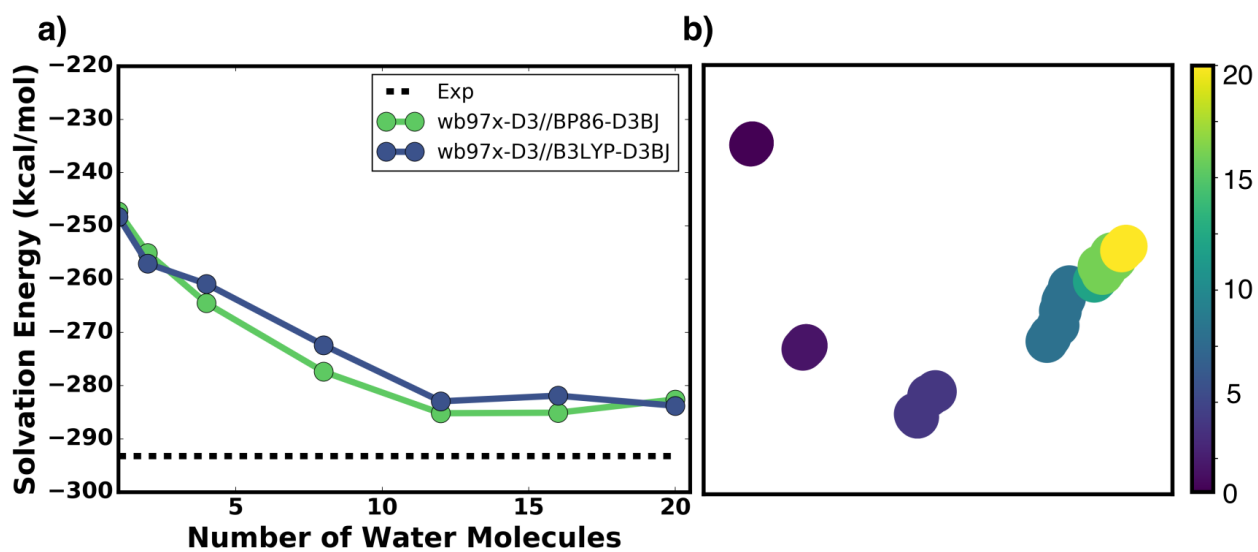 a)
Solvation Energy (kcal/mol)
−220
−230
−240
−250
−260
−270
−280
−290
−300
5
10
15
20
Number of Water Molecules
Exp
wb97x-D3//BP86-D3BJ
wb97x-D3//B3LYP-D3BJ
b)
20
15
10
5
0